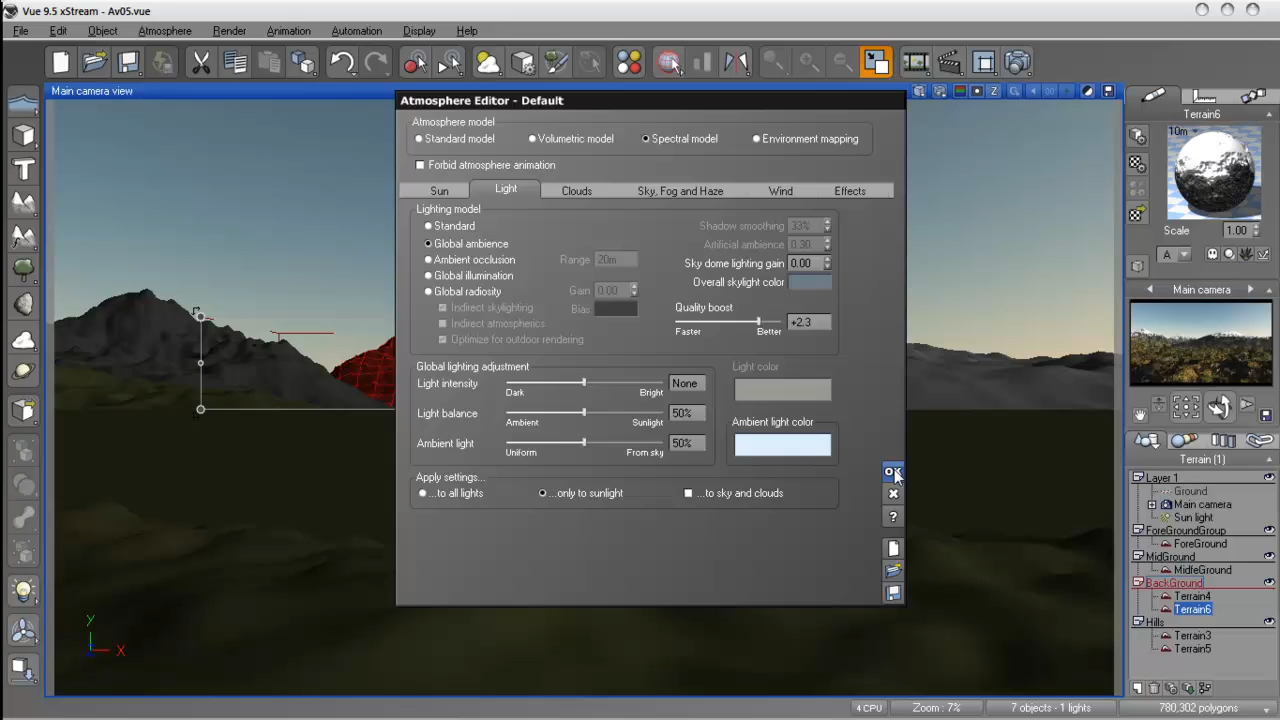 Vue 9.5 xStream - Av05.vue
File Edit Object Atmosphere Render Animation Automation Display Help
Main camera view
Z
Atmosphere Editor - Default
Atmosphere model
Standard model Volumetric model Spectral model Environment mapping
Forbid atmosphere animation
Sun Light Clouds Sky, Fog and Haze Wind Effects
Lighting model
Standard
Global ambience
Ambient occlusion
Global illumination
Global radiosity
Indirect skylighting
Indirect atmospherics
Optimize for outdoor rendering
Range 20m
Gain 0.00
Bias
Shadow smoothing 33%
Artificial ambience 0.30
Sky dome lighting gain 0.00
Overall skylight color
Quality boost
+2.3
Faster Better
Global lighting adjustment
Light intensity None
Dark Bright
Light balance 50%
Ambient Sunlight
Ambient light 50%
Uniform From sky
Light color
Ambient light color
Apply settings...
...to all lights ...only to sunlight ...to sky and clouds
OK
?
Y
X
Terrain6
10m
Scale 1.00
A
Main camera
Terrain (1)
Layer 1
Ground
Main camera
Sun light
ForeGroundGroup
ForeGround
MidGround
MidfeGround
BackGround
Terrain4
Terrain6
Hills
Terrain3
Terrain5
4 CPU Zoom : 7% 7 objects - 1 lights 780,302 polygons